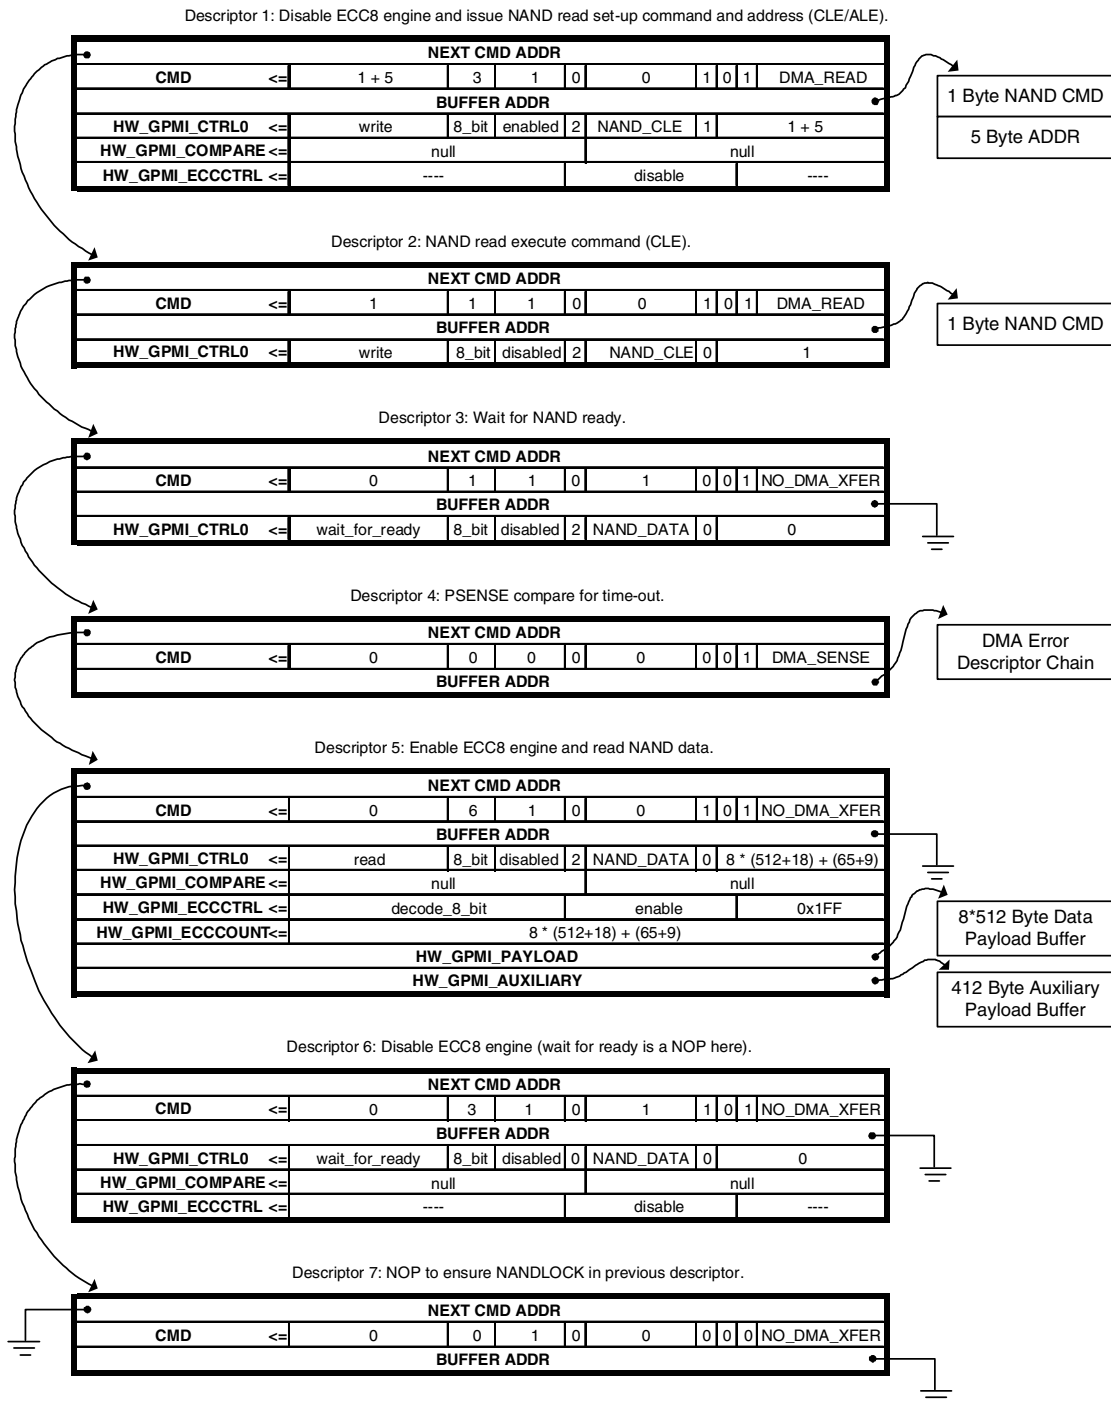 Descriptor 1: Disable ECC8 engine and issue NAND read set-up command and address (CLE/ALE).
NEXT CMD ADDR
CMD <= 1 + 5 3 1 0 0 1 0 1 DMA_READ
BUFFER ADDR
HW_GPMI_CTRL0 <= write 8_bit enabled 2 NAND_CLE 1 1 + 5
HW_GPMI_COMPARE <= null null
HW_GPMI_ECCCTRL <= ---- disable ----
1 Byte NAND CMD
5 Byte ADDR
Descriptor 2: NAND read execute command (CLE).
NEXT CMD ADDR
CMD <= 1 1 1 0 0 1 0 1 DMA_READ
BUFFER ADDR
HW_GPMI_CTRL0 <= write 8_bit disabled 2 NAND_CLE 0 1
1 Byte NAND CMD
Descriptor 3: Wait for NAND ready.
NEXT CMD ADDR
CMD <= 0 1 1 0 1 0 0 1 NO_DMA_XFER
BUFFER ADDR
HW_GPMI_CTRL0 <= wait_for_ready 8_bit disabled 2 NAND_DATA 0 0
Descriptor 4: PSENSE compare for time-out.
NEXT CMD ADDR
CMD <= 0 0 0 0 0 0 0 1 DMA_SENSE
BUFFER ADDR
DMA Error
Descriptor Chain
Descriptor 5: Enable ECC8 engine and read NAND data.
NEXT CMD ADDR
CMD <= 0 6 1 0 0 1 0 1 NO_DMA_XFER
BUFFER ADDR
HW_GPMI_CTRL0 <= read 8_bit disabled 2 NAND_DATA 0 8 * (512+18) + (65+9)
HW_GPMI_COMPARE <= null null
HW_GPMI_ECCCTRL <= decode_8_bit enable 0x1FF
HW_GPMI_ECCCOUNT<= 8 * (512+18) + (65+9)
HW_GPMI_PAYLOAD
HW_GPMI_AUXILIARY
8*512 Byte Data
Payload Buffer
412 Byte Auxiliary
Payload Buffer
Descriptor 6: Disable ECC8 engine (wait for ready is a NOP here).
NEXT CMD ADDR
CMD <= 0 3 1 0 1 1 0 1 NO_DMA_XFER
BUFFER ADDR
HW_GPMI_CTRL0 <= wait_for_ready 8_bit disabled 0 NAND_DATA 0 0
HW_GPMI_COMPARE <= null null
HW_GPMI_ECCCTRL <= ---- disable ----
Descriptor 7: NOP to ensure NANDLOCK in previous descriptor.
NEXT CMD ADDR
CMD <= 0 0 1 0 0 0 0 0 NO_DMA_XFER
BUFFER ADDR